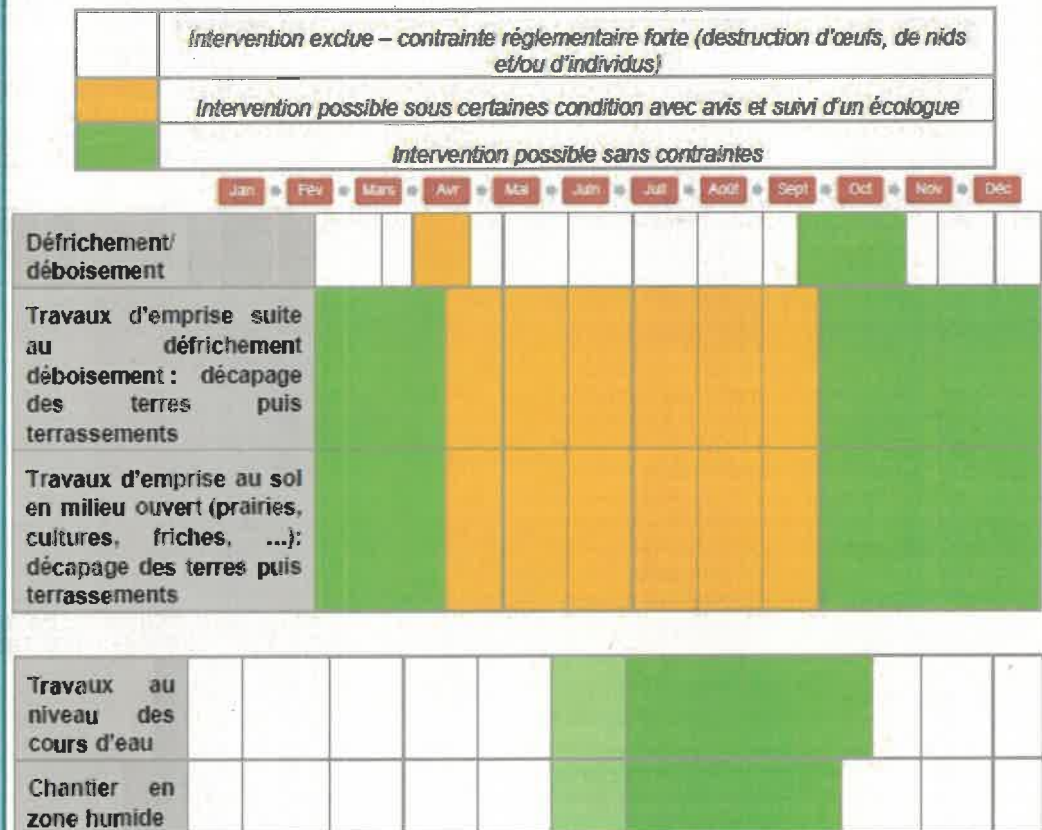 Intervention exclue – contrainte réglementaire forte (destruction d'œufs, de nids
et/ou d'individus)
Intervention possible sous certaines condition avec avis et suivi d'un écologue
Intervention possible sans contraintes
Jan Fév Mars Avr Mai Juin Juil Août Sept Oct Nov Déc
Défrichement/
déboisement
Travaux d'emprise suite
au défrichement
déboisement : décapage
des terres puis
terrassements
Travaux d'emprise au sol
en milieu ouvert (prairies,
cultures, friches, ...):
décapage des terres puis
terrassements
Travaux au
niveau des
cours d'eau
Chantier en
zone humide